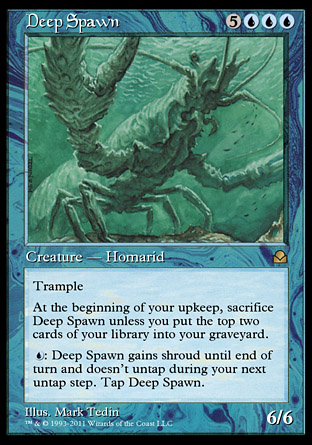 Deep Spawn 5
Creature — Homarid
Trample
At the beginning of your upkeep, sacrifice
Deep Spawn unless you put the top two
cards of your library into your graveyard.
: Deep Spawn gains shroud until end of
turn and doesn't untap during your next
untap step. Tap Deep Spawn.
Illus. Mark Tedin
™ & © 1993-2011 Wizards of the Coast LLC
6/6